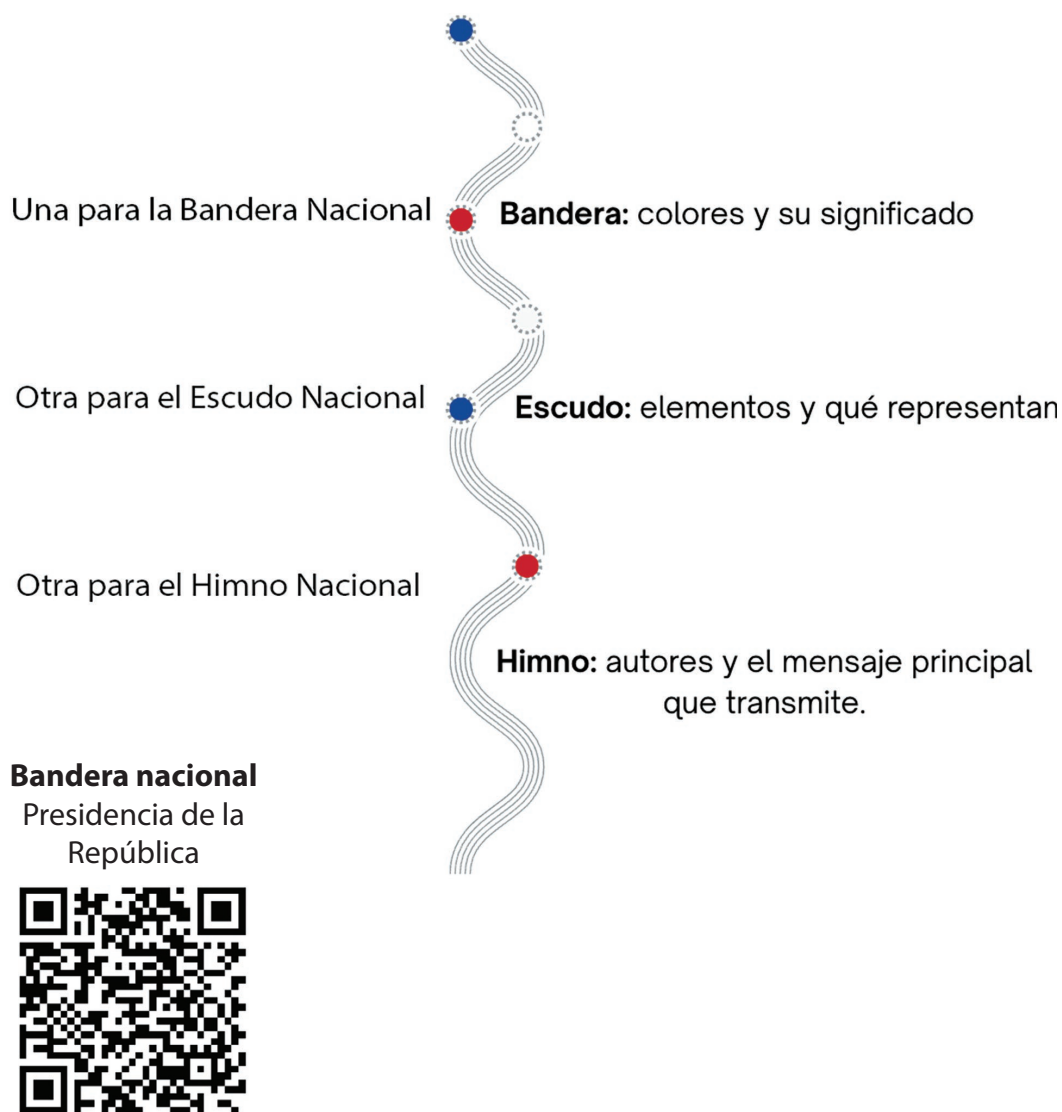 Una para la Bandera Nacional
Bandera: colores y su significado
Otra para el Escudo Nacional
Escudo: elementos y qué representan
Otra para el Himno Nacional
Himno: autores y el mensaje principal
que transmite.
Bandera nacional
Presidencia de la
República